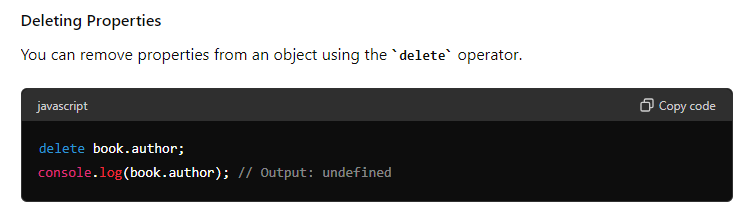 Deleting Properties
You can remove properties from an object using the `delete` operator.
javascript
Copy code
delete book.author;
console.log(book.author); // Output: undefined